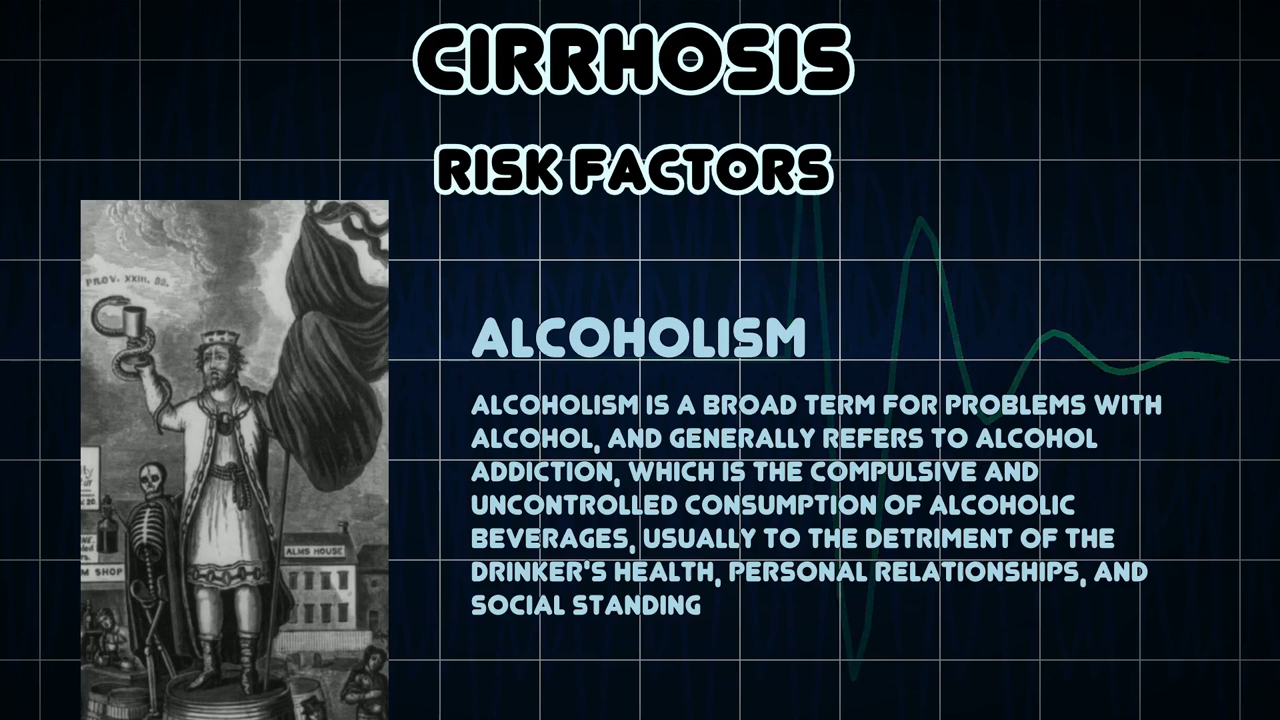 CIRRHOSIS
RISK FACTORS
PROV. XXIII. 32.
ALCOHOLISM
ALCOHOLISM IS A BROAD TERM FOR PROBLEMS WITH
ALCOHOL, AND GENERALLY REFERS TO ALCOHOL
ADDICTION, WHICH IS THE COMPULSIVE AND
UNCONTROLLED CONSUMPTION OF ALCOHOLIC
BEVERAGES, USUALLY TO THE DETRIMENT OF THE
DRINKER'S HEALTH, PERSONAL RELATIONSHIPS, AND
SOCIAL STANDING
ALMS HOUSE
SHOP